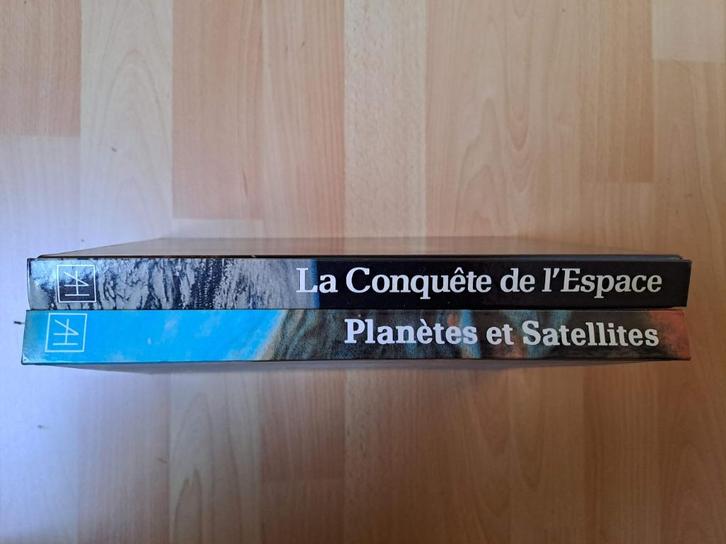 La Conquête de l'Espace
Planètes et Satellites